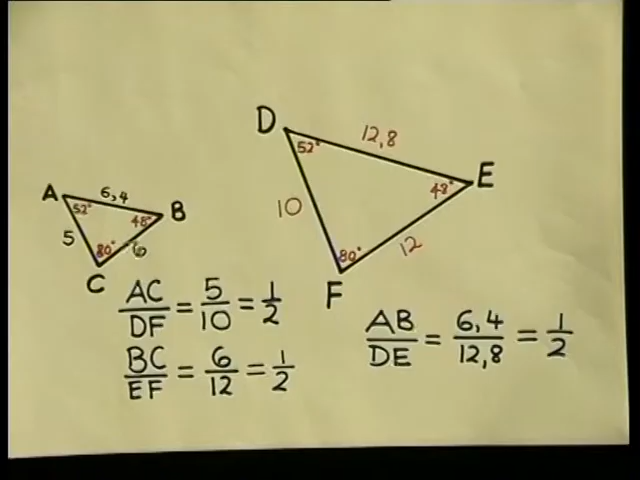 D
12,8
52°
E
48°
10
12
80°
F
A
6,4
52°
B
48°
5
80°
6
C
AC/DF = 5/10 = 1/2
BC/EF = 6/12 = 1/2
AB/DE = 6,4/12,8 = 1/2